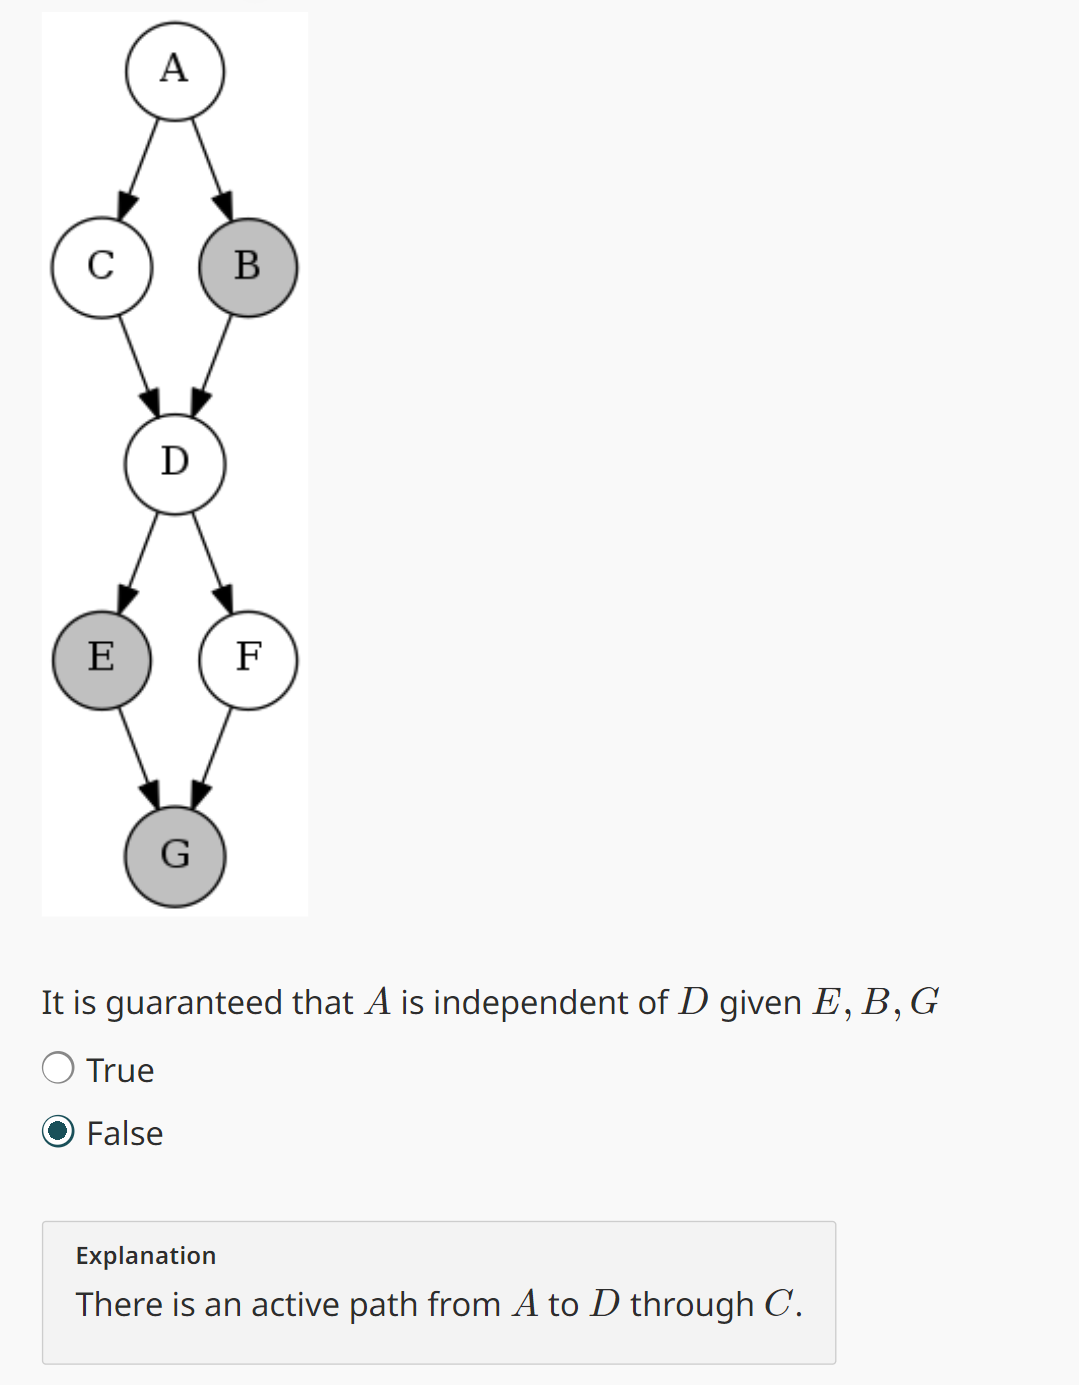 A
C B
D
E F
G
It is guaranteed that A is independent of D given E, B, G
True
False
Explanation
There is an active path from A to D through C.